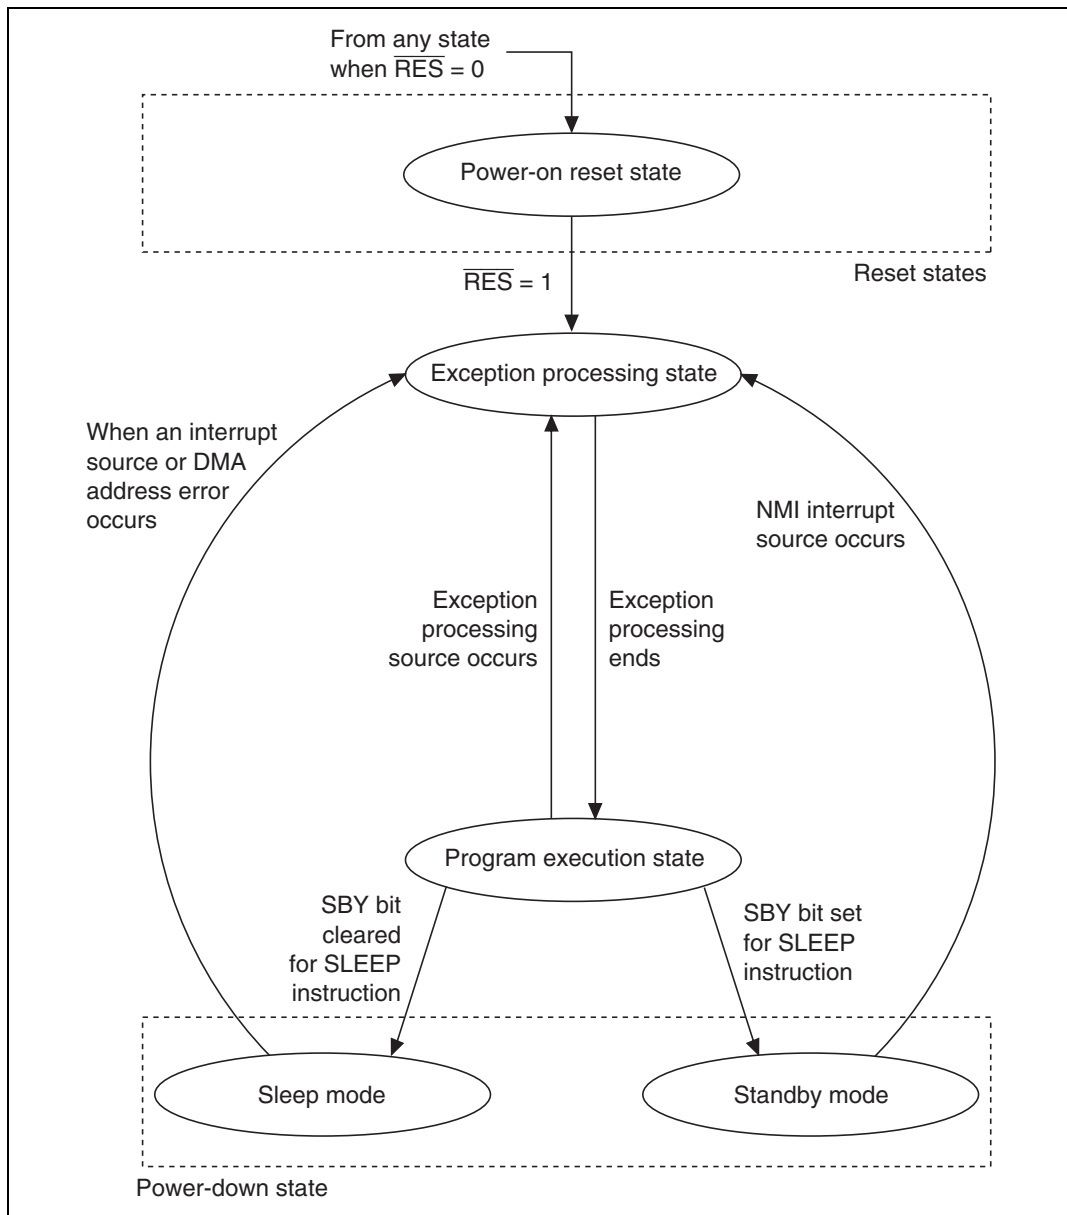 From any state
when R̅E̅S̅ = 0
Power-on reset state
Reset states
R̅E̅S̅ = 1
Exception processing state
When an interrupt
source or DMA
address error
occurs
NMI interrupt
source occurs
Exception
processing
source occurs
Exception
processing
ends
Program execution state
SBY bit
cleared
for SLEEP
instruction
SBY bit set
for SLEEP
instruction
Sleep mode
Standby mode
Power-down state